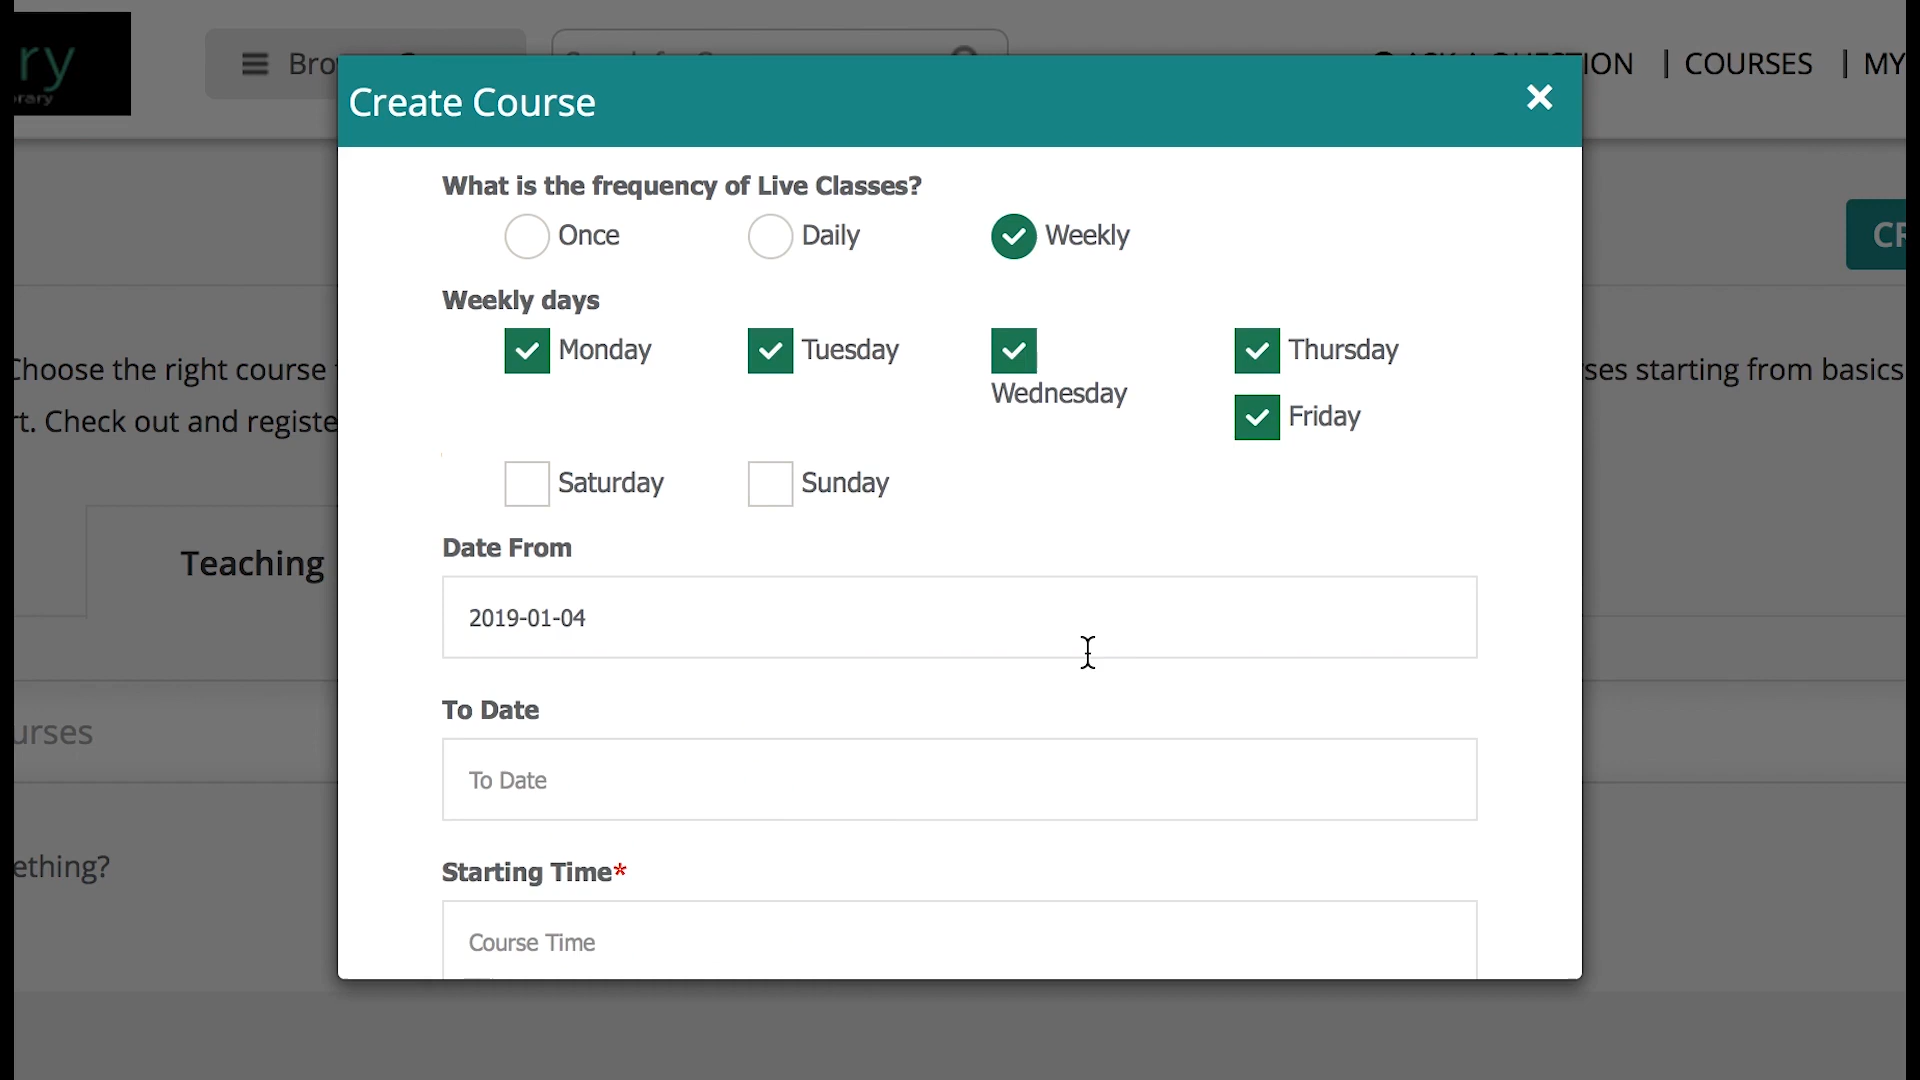 ry
rary
Bro
ION | COURSES | MY
Create Course
What is the frequency of Live Classes?
Once Daily Weekly
CR
Weekly days
Monday Tuesday Wednesday Thursday
Friday
Choose the right course
ses starting from basics
rt. Check out and registe
Saturday Sunday
Date From
Teaching
2019-01-04
To Date
urses
To Date
Starting Time*
ething?
Course Time